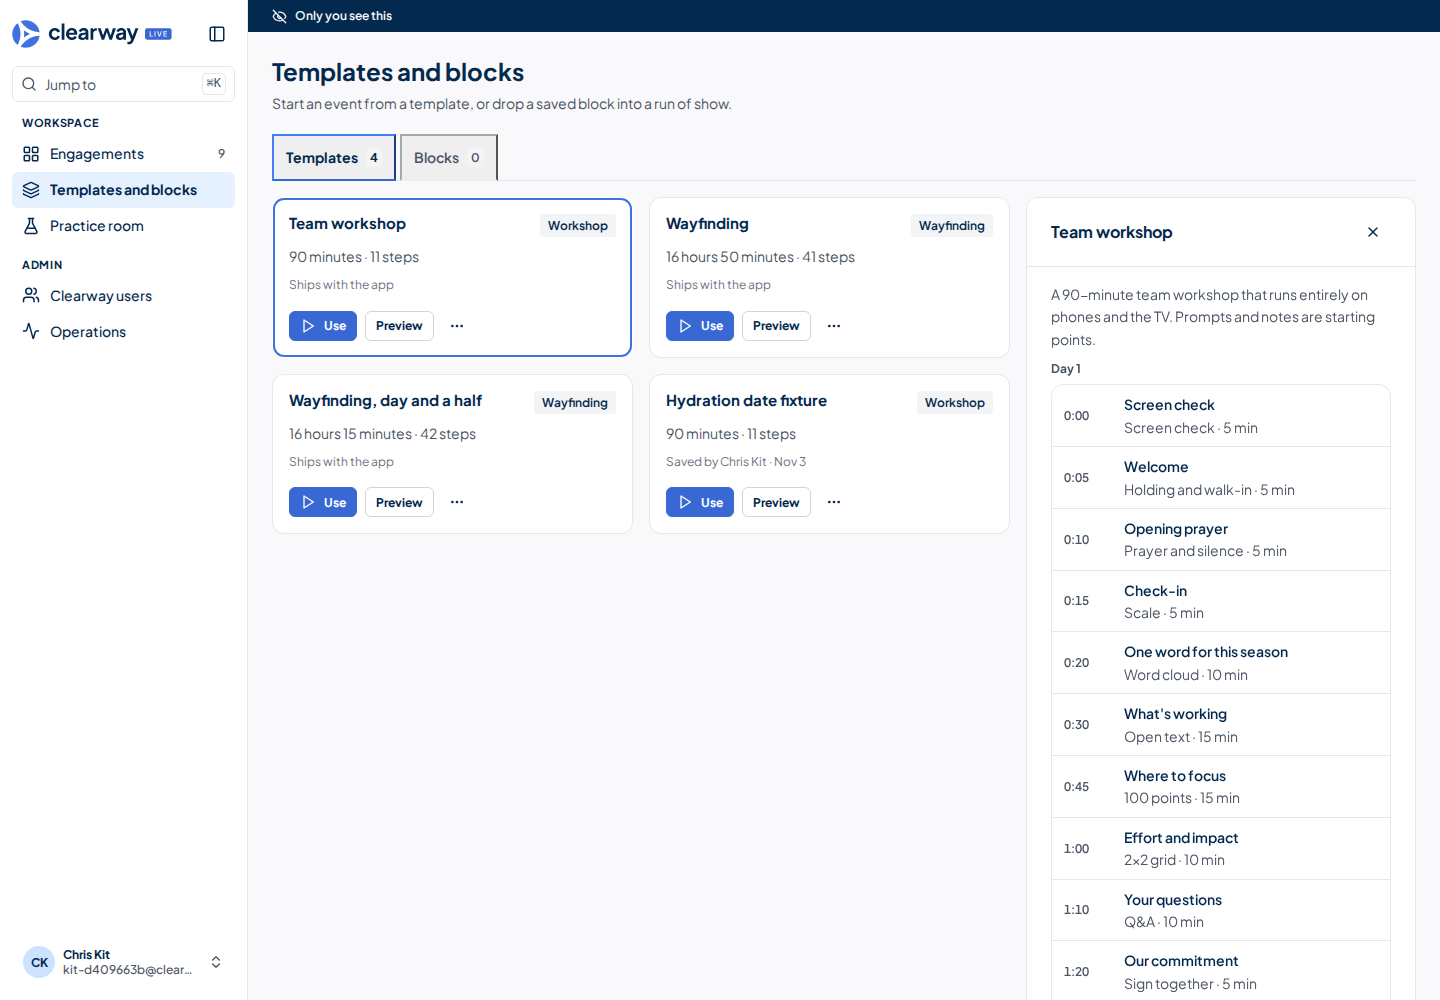 clearway LIVE
Jump to ⌘K
WORKSPACE
Engagements 9
Templates and blocks
Practice room
ADMIN
Clearway users
Operations
CK
Chris Kit
kit-d409663b@clear...
Only you see this
Templates and blocks
Start an event from a template, or drop a saved block into a run of show.
Templates 4
Blocks 0
Team workshop
Workshop
90 minutes · 11 steps
Ships with the app
Use Preview
Wayfinding
Wayfinding
16 hours 50 minutes · 41 steps
Ships with the app
Use Preview
Wayfinding, day and a half
Wayfinding
16 hours 15 minutes · 42 steps
Ships with the app
Use Preview
Hydration date fixture
Workshop
90 minutes · 11 steps
Saved by Chris Kit · Nov 3
Use Preview
Team workshop
A 90-minute team workshop that runs entirely on
phones and the TV. Prompts and notes are starting
points.
Day 1
0:00
Screen check
Screen check · 5 min
0:05
Welcome
Holding and walk-in · 5 min
0:10
Opening prayer
Prayer and silence · 5 min
0:15
Check-in
Scale · 5 min
0:20
One word for this season
Word cloud · 10 min
0:30
What's working
Open text · 15 min
0:45
Where to focus
100 points · 15 min
1:00
Effort and impact
2×2 grid · 10 min
1:10
Your questions
Q&A · 10 min
1:20
Our commitment
Sign together · 5 min